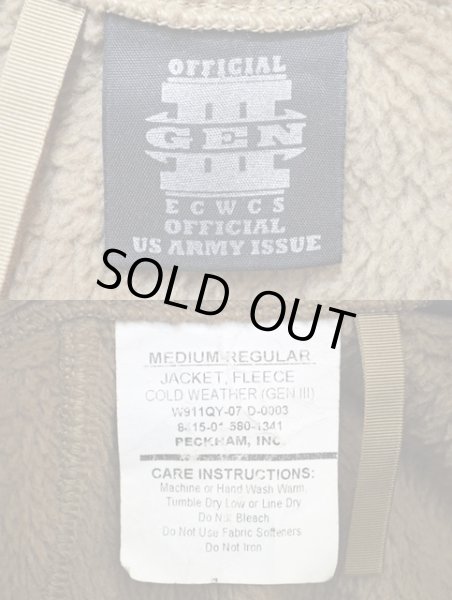 OFFICIAL
III
GEN
III
ECWCS
OFFICIAL
US ARMY ISSUE
SOLD OUT
MEDIUM-REGULAR
JACKET, FLEECE
COLD WEATHER (GEN III)
W911QY-07-D-0003
8415-01-580-1341
PECKHAM, INC.
CARE INSTRUCTIONS:
Machine or Hand Wash Warm,
Tumble Dry Low or Line Dry
Do Not Bleach
Do Not Use Fabric Softeners
Do Not Iron